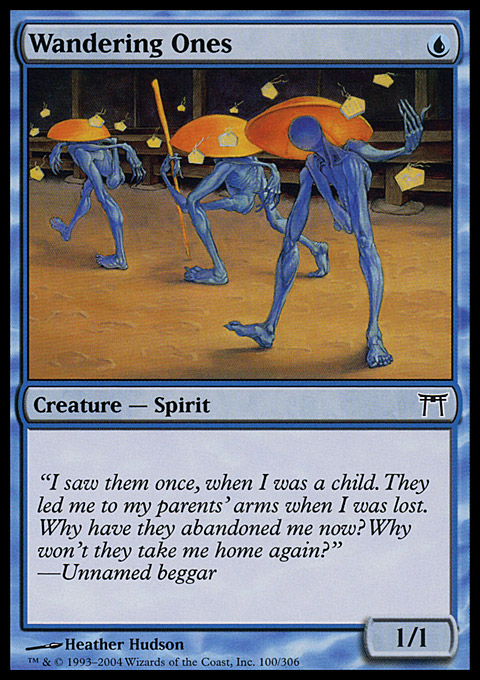 Wandering Ones
Creature — Spirit
“I saw them once, when I was a child. They
led me to my parents’ arms when I was lost.
Why have they abandoned me now? Why
won’t they take me home again?”
—Unnamed beggar
1/1
Heather Hudson
™ & © 1993–2004 Wizards of the Coast, Inc. 100/306